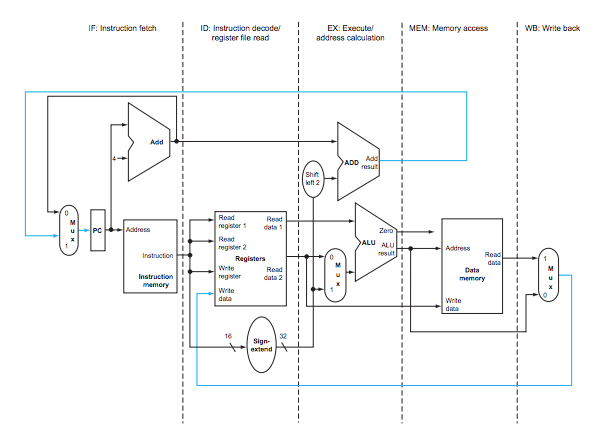 IF: Instruction fetch
ID: Instruction decode/
register file read
EX: Execute/
address calculation
MEM: Memory access
WB: Write back
Add
4
ADD
Add
result
Shift
left 2
0
M
u
x
1
PC
Address
Instruction
Instruction
memory
Read
register 1
Read
data 1
Read
register 2
Registers
Write
register
Read
data 2
Write
data
0
M
u
x
1
Zero
ALU
ALU
result
Address
Read
data
Data
memory
Write
data
1
M
u
x
0
16
Sign-
extend
32